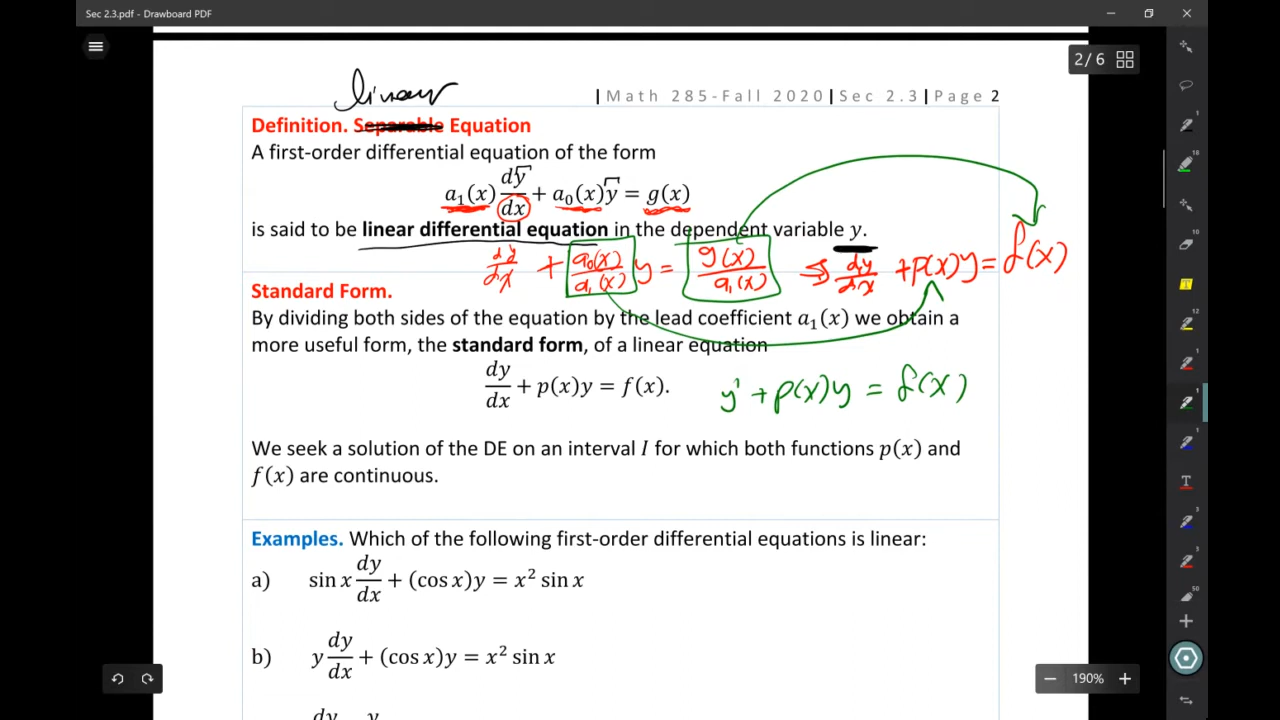 Sec 2.3.pdf - Drawboard PDF
2/6
linear
| Math 285-Fall 2020 | Sec 2.3 | Page 2
Definition. Separable Equation
A first-order differential equation of the form
a₁(x) dy/dx + a₀(x)y = g(x)
is said to be linear differential equation in the dependent variable y.
dy/dx + a₀(x)/a₁(x) y = g(x)/a₁(x) ⇒ dy/dx + p(x)y = f(x)
Standard Form.
By dividing both sides of the equation by the lead coefficient a₁(x) we obtain a
more useful form, the standard form, of a linear equation
dy/dx + p(x)y = f(x).
y' + p(x)y = f(x)
We seek a solution of the DE on an interval I for which both functions p(x) and
f(x) are continuous.
Examples. Which of the following first-order differential equations is linear:
a) sin x dy/dx + (cos x)y = x² sin x
b) y dy/dx + (cos x)y = x² sin x
dy y
190%